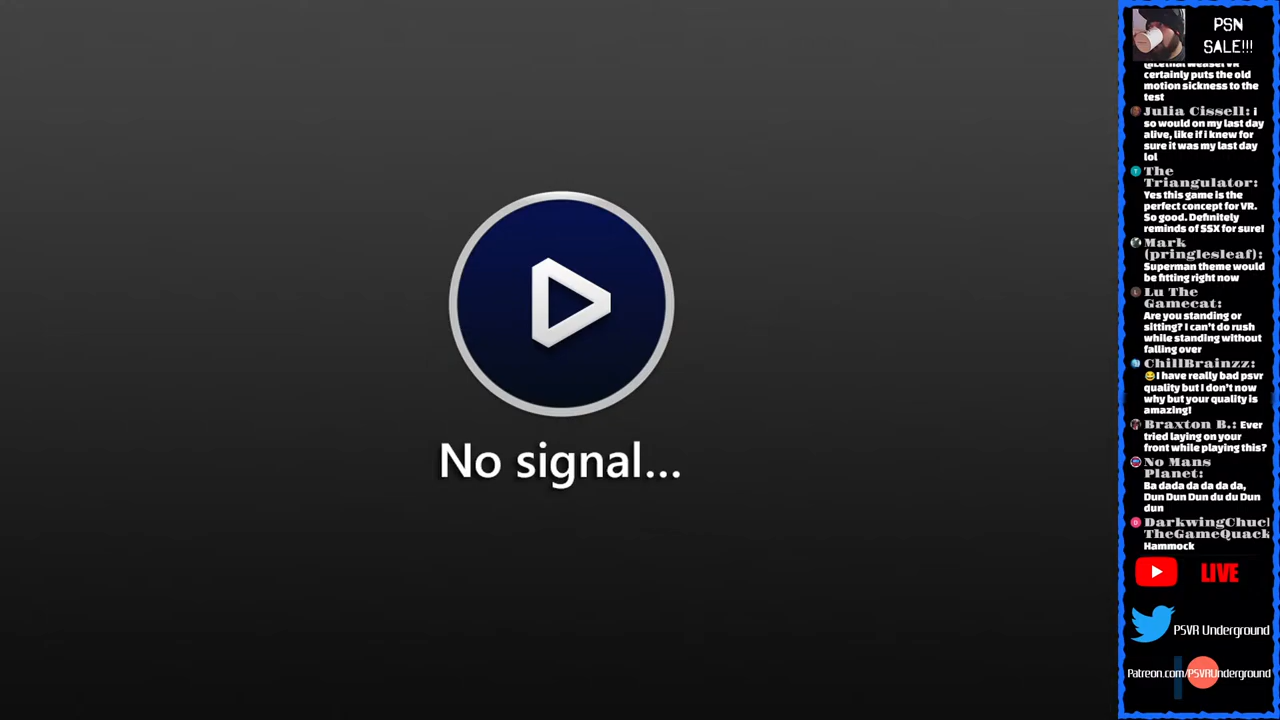 No signal...
PSN
SALE!!!
@Lethal Weasel VR
certainly puts the old
motion sickness to the
test
Julia Cissell: i
so would on my last day
alive, like if i knew for
sure it was my last day
lol
The
Triangulator:
Yes this game is the
perfect concept for VR.
So good. Definitely
reminds of SSX for sure!
Mark
(pringlesleaf):
Superman theme would
be fitting right now
Lu The
Gamecat:
Are you standing or
sitting? I can't do rush
while standing without
falling over
ChillBrainzz:
😂I have really bad psvr
quality but I don't now
why but your quality is
amazing!
Braxton B.: Ever
tried laying on your
front while playing this?
No Mans
Planet:
Ba dada da da da da,
Dun Dun Dun du du Dun
dun
DarkwingChuc
TheGameQuack
Hammock
LIVE
PSVR Underground
Patreon.com/PSVRUnderground